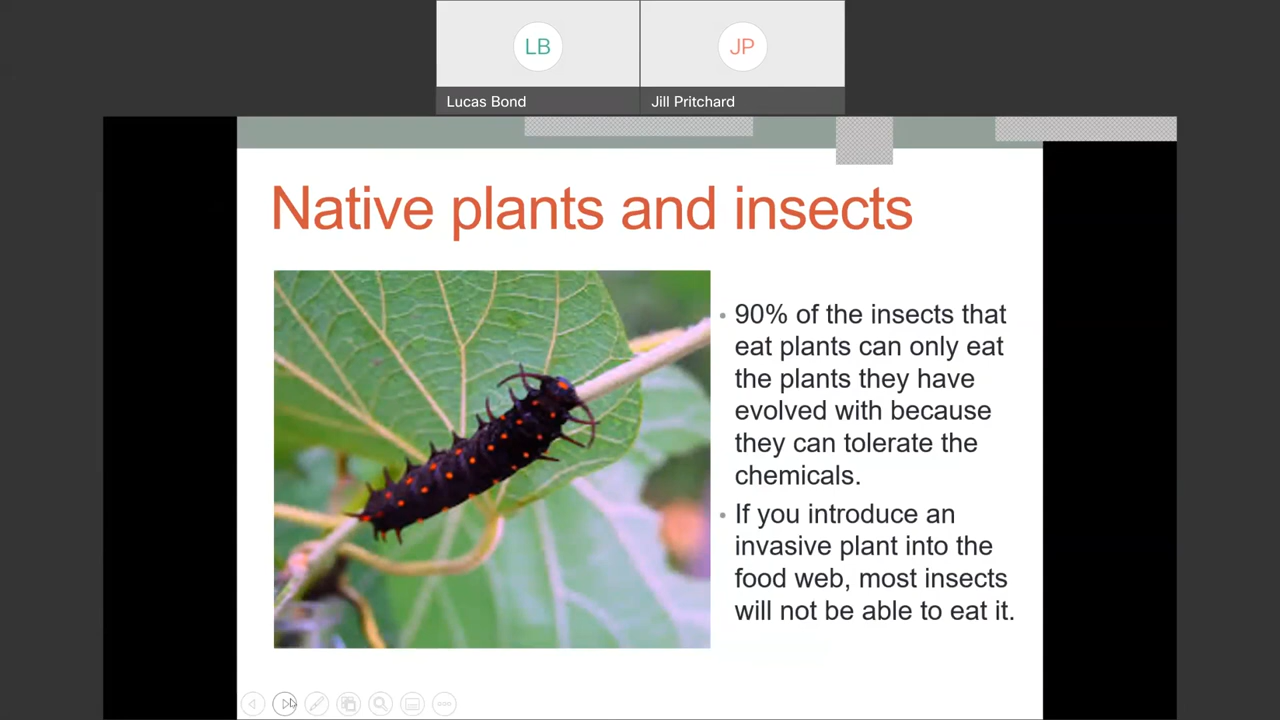 LB
JP
Lucas Bond
Jill Pritchard
Native plants and insects
• 90% of the insects that
eat plants can only eat
the plants they have
evolved with because
they can tolerate the
chemicals.
• If you introduce an
invasive plant into the
food web, most insects
will not be able to eat it.